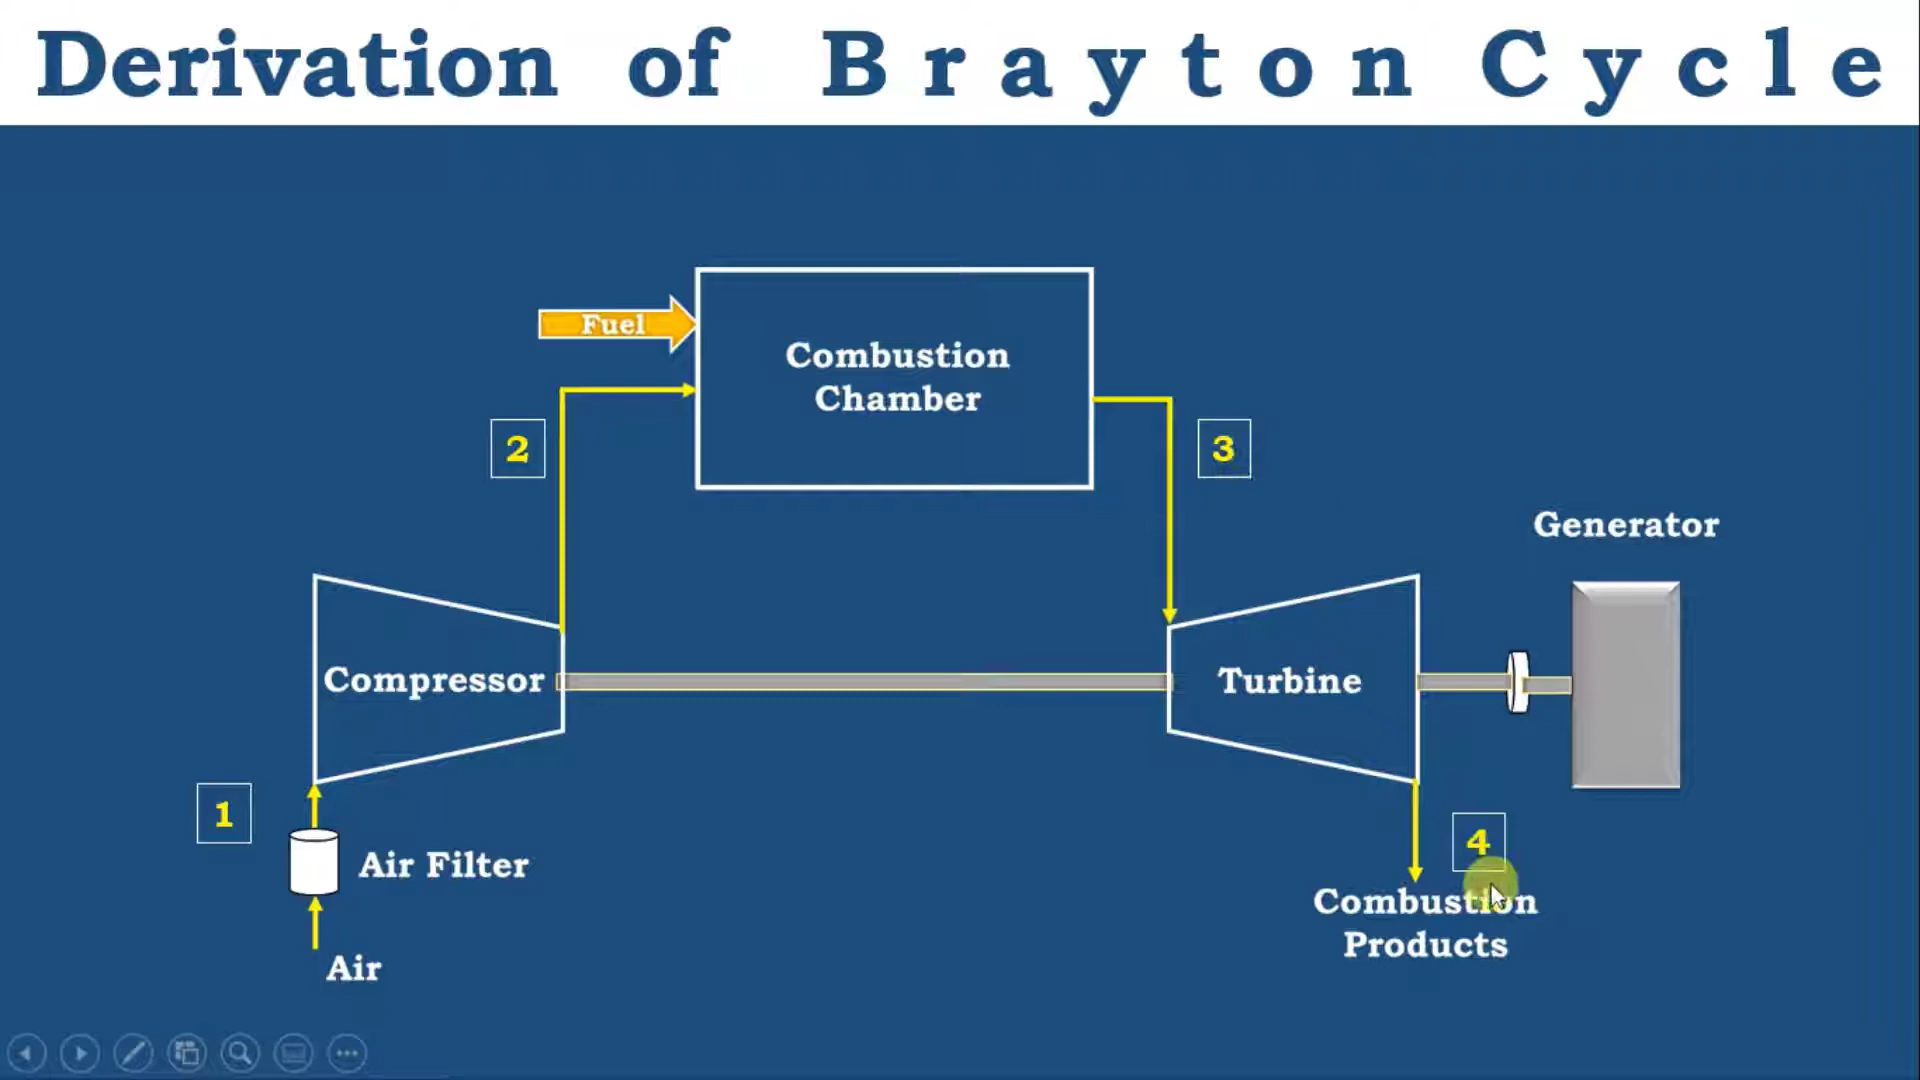 Derivation of Brayton Cycle
Fuel
Combustion
Chamber
2
3
Generator
Compressor
Turbine
1
4
Air Filter
Combustion
Products
Air